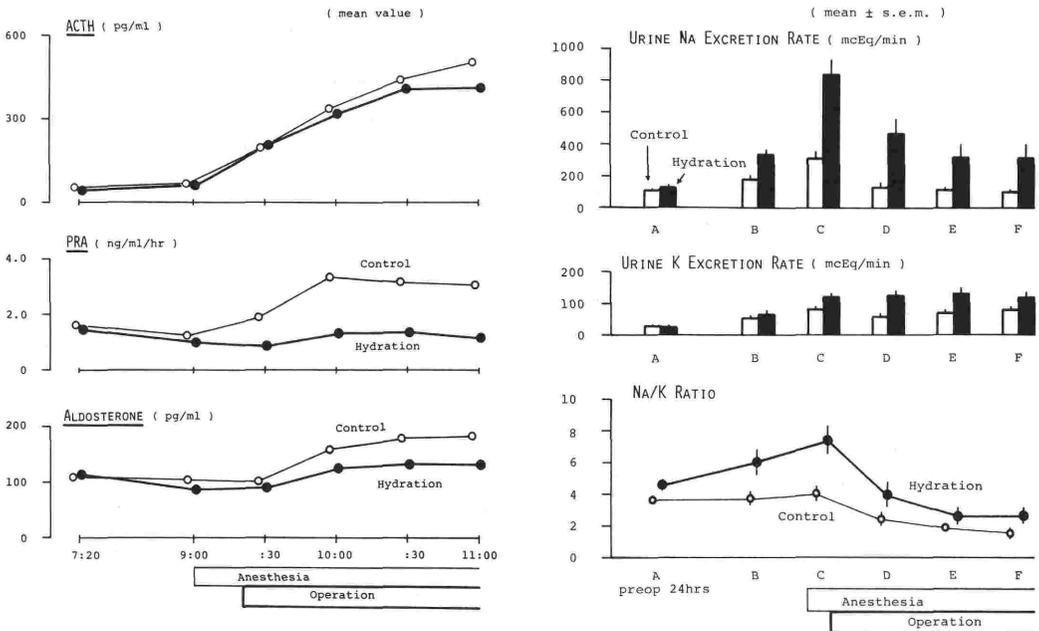 ( mean value )
ACTH ( pg/ml )
600
300
0
PRA ( ng/ml/hr )
4.0
2.0
0
Control
Hydration
ALDOSTERONE ( pg/ml )
200
100
0
Control
Hydration
7:20 9:00 :30 10:00 :30 11:00
Anesthesia
Operation
( mean ± s.e.m. )
URINE NA EXCRETION RATE ( mcEq/min )
1000
800
600
400
200
0
Control
Hydration
A B C D E F
URINE K EXCRETION RATE ( mcEq/min )
200
100
0
A B C D E F
NA/K RATIO
10
8
6
4
2
0
Hydration
Control
A B C D E F
preop 24hrs
Anesthesia
Operation